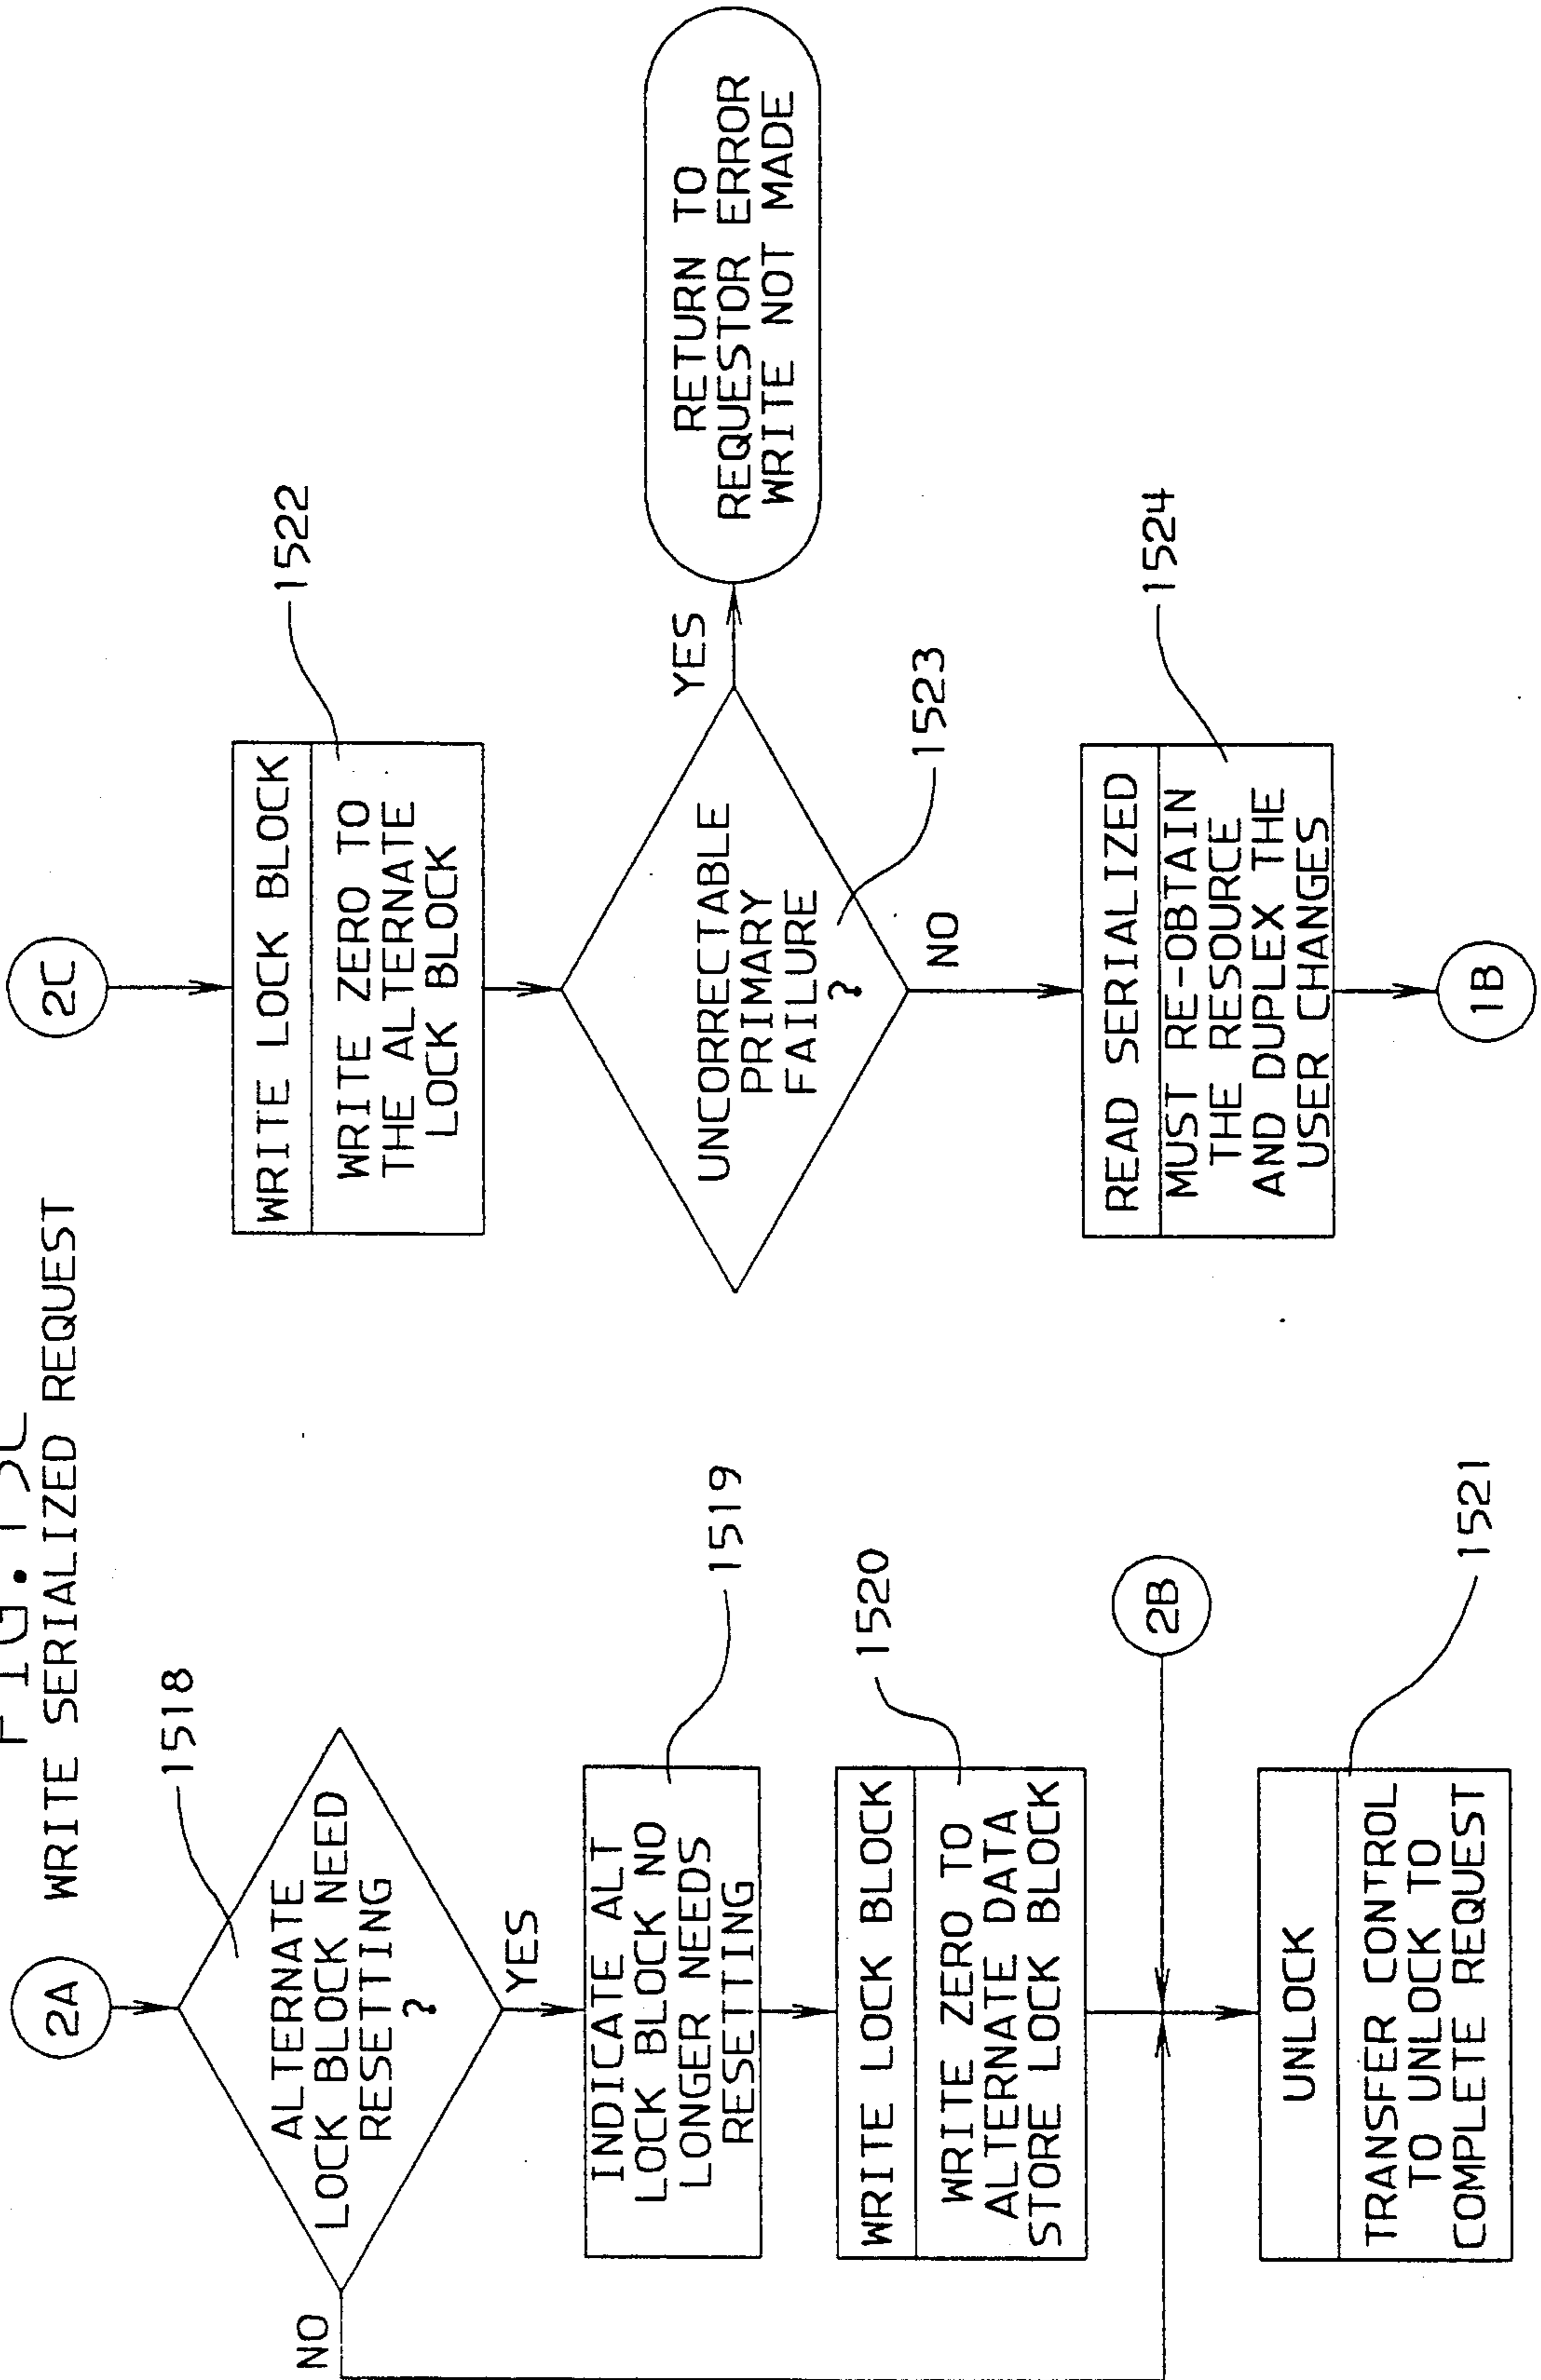 FIG. 15C
WRITE SERIALIZED REQUEST
2A
1518
ALTERNATE
LOCK BLOCK NEED
RESETTING
?
NO
YES
1519
INDICATE ALT
LOCK BLOCK NO
LONGER NEEDS
RESETTING
1520
WRITE LOCK BLOCK
WRITE ZERO TO
ALTERNATE DATA
STORE LOCK BLOCK
2B
1521
UNLOCK
TRANSFER CONTROL
TO UNLOCK TO
COMPLETE REQUEST
2C
1522
WRITE LOCK BLOCK
WRITE ZERO TO
THE ALTERNATE
LOCK BLOCK
UNCORRECTABLE
PRIMARY
FAILURE
?
1523
YES
RETURN TO
REQUESTOR ERROR
WRITE NOT MADE
NO
1524
READ SERIALIZED
MUST RE-OBTAIN
THE RESOURCE
AND DUPLEX THE
USER CHANGES
1B